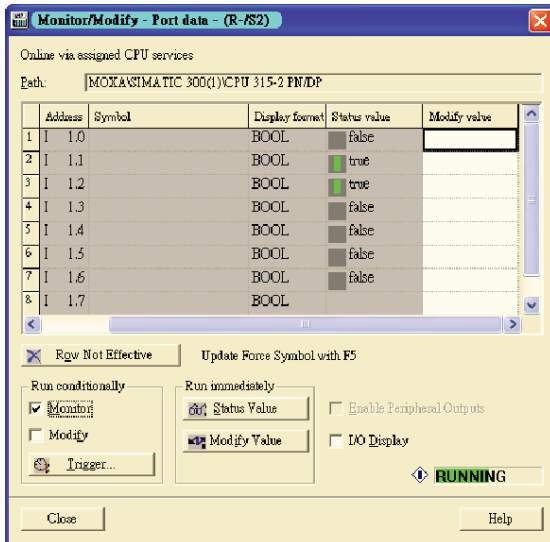 Monitor/Modify - Port data - (R-/S2)
Online via assigned CPU services
Path: MOXA\SIMATIC 300(1)\CPU 315-2 PN/DP
Address Symbol Display format Status value Modify value
1 I 1.0 BOOL false
2 I 1.1 BOOL true
3 I 1.2 BOOL true
4 I 1.3 BOOL false
5 I 1.4 BOOL false
6 I 1.5 BOOL false
7 I 1.6 BOOL false
8 I 1.7 BOOL
Row Not Effective Update Force Symbol with F5
Run conditionally Run immediately
Monitor Status Value Enable Peripheral Outputs
Modify Modify Value I/O Display
Trigger... RUNNING
Close Help